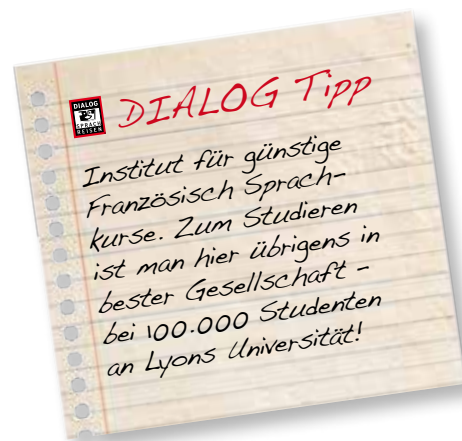 DIALOG
SPRACH
REISEN
DIALOG Tipp
Institut für günstige
Französisch Sprach-
kurse. Zum Studieren
ist man hier übrigens in
bester Gesellschaft -
bei 100.000 Studenten
an Lyons Universität!